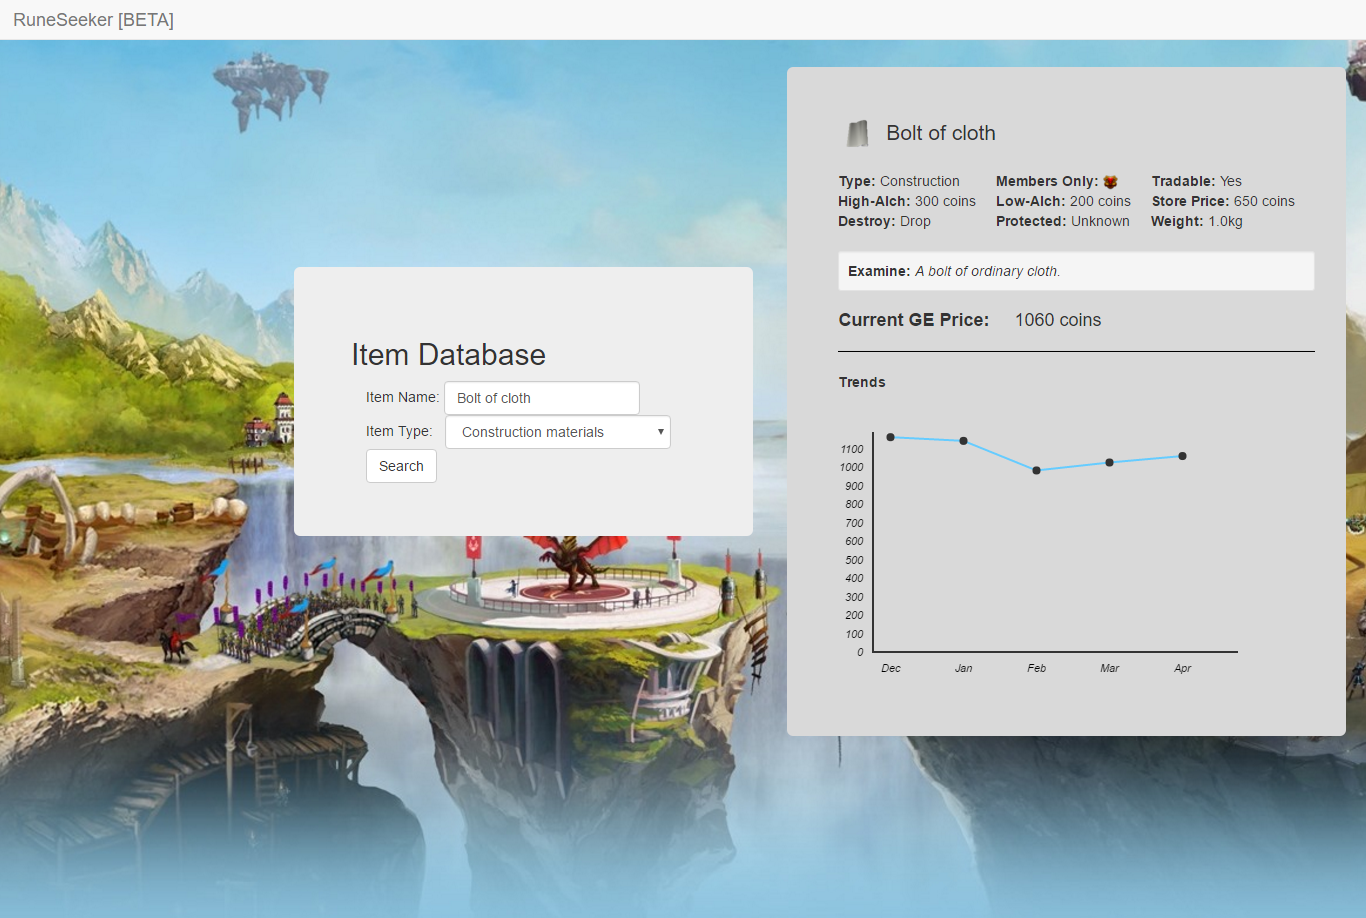 RuneSeeker [BETA]
Item Database
Item Name: Bolt of cloth
Item Type: Construction materials
Search
Bolt of cloth
Type: Construction Members Only: Tradable: Yes
High-Alch: 300 coins Low-Alch: 200 coins Store Price: 650 coins
Destroy: Drop Protected: Unknown Weight: 1.0kg
Examine: A bolt of ordinary cloth.
Current GE Price: 1060 coins
Trends
1100
1000
900
800
700
600
500
400
300
200
100
0
Dec Jan Feb Mar Apr